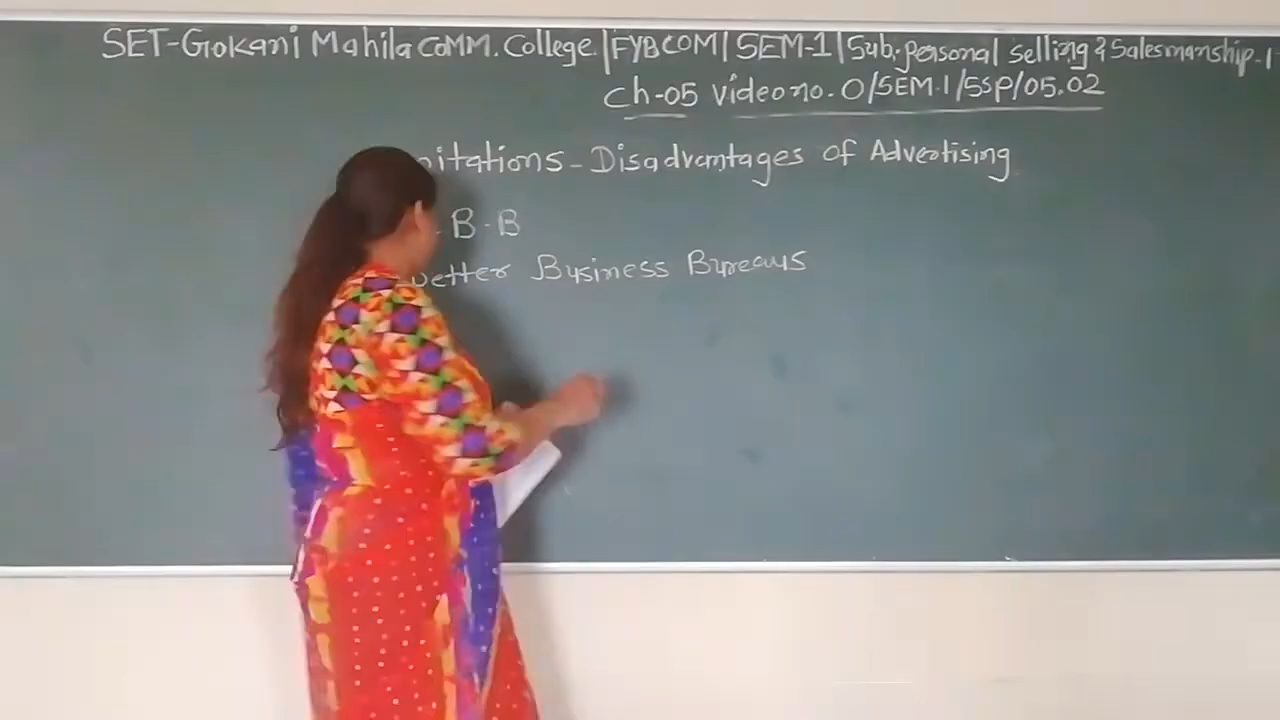 SET-Gokani Mahila COMM. College | FYBCOM | SEM-1 | Sub. personal selling & Salesmanship-1
Ch-05 Video no. 0/SEM.1/SSP/05.02
nitations - Disadvantages of Advertising
B.B
etter Business Bureaus